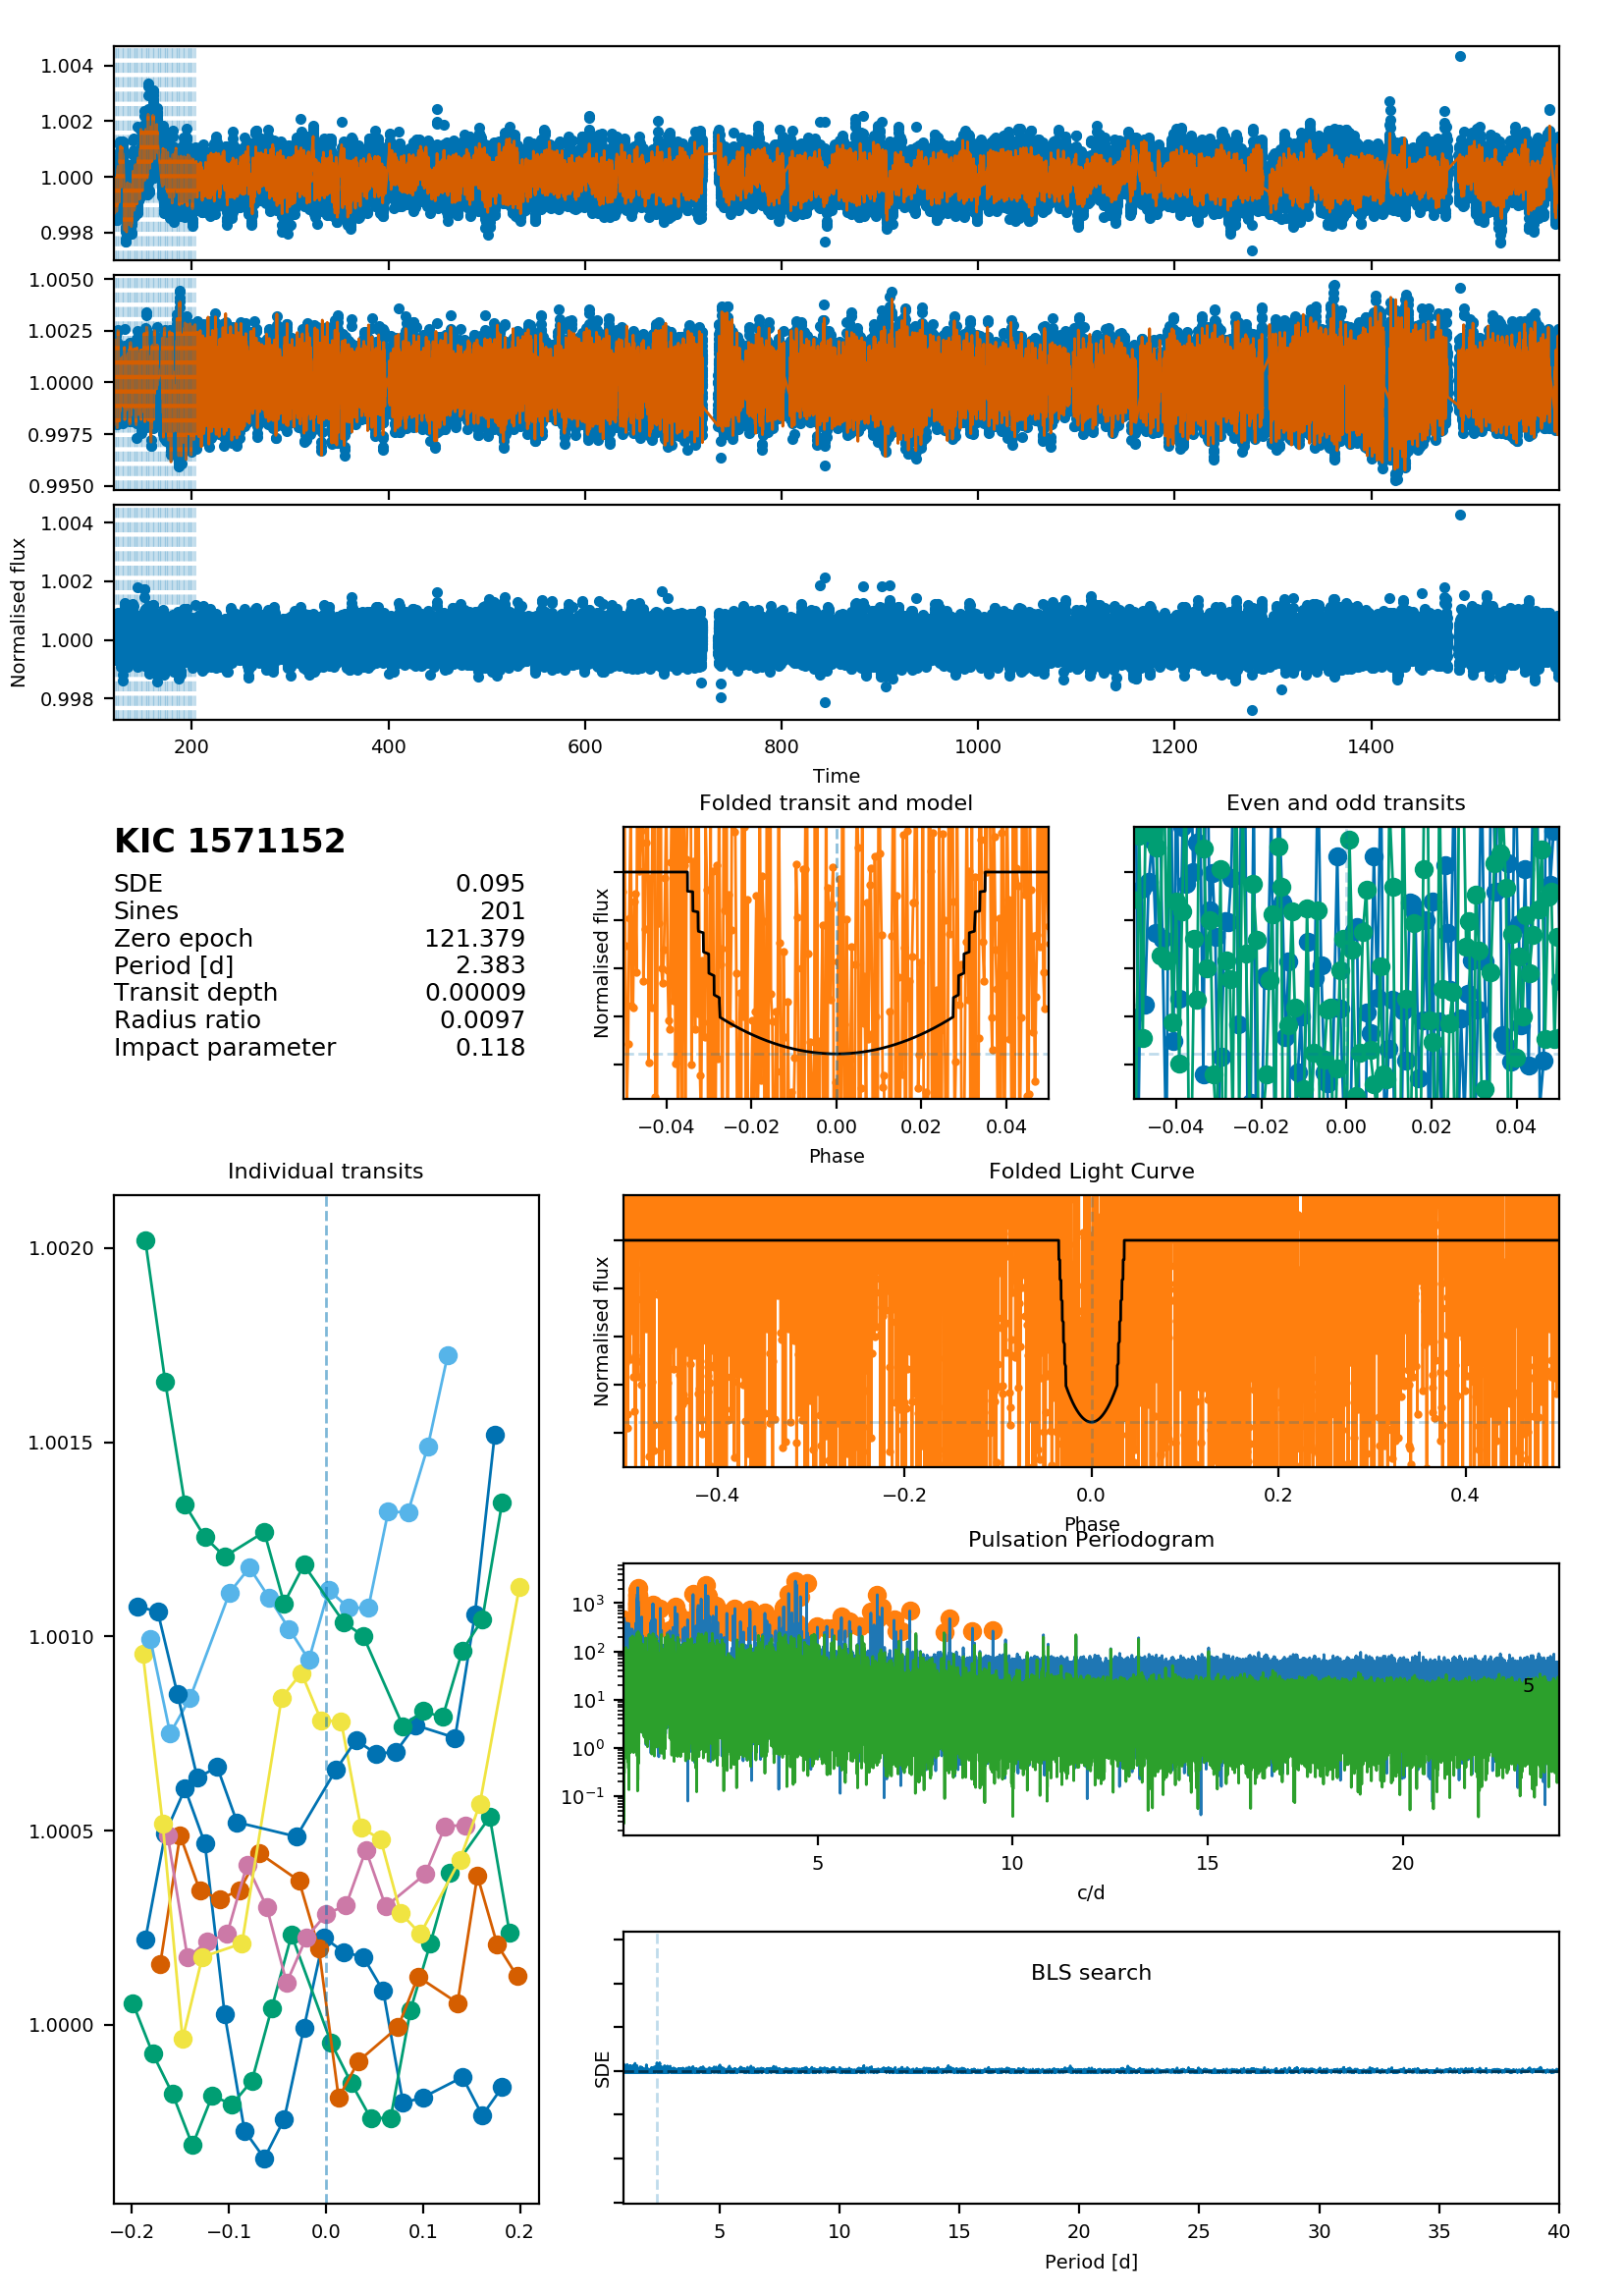 1.004
1.002
1.000
0.998
1.0050
1.0025
1.0000
0.9975
0.9950
1.004
1.002
1.000
0.998
Normalised flux
200 400 600 800 1000 1200 1400
Time
KIC 1571152
SDE 0.095
Sines 201
Zero epoch 121.379
Period [d] 2.383
Transit depth 0.00009
Radius ratio 0.0097
Impact parameter 0.118
Folded transit and model
Normalised flux
−0.04 −0.02 0.00 0.02 0.04
Phase
Even and odd transits
−0.04 −0.02 0.00 0.02 0.04
Individual transits
1.0020
1.0015
1.0010
1.0005
1.0000
−0.2 −0.1 0.0 0.1 0.2
Folded Light Curve
Normalised flux
−0.4 −0.2 0.0 0.2 0.4
Phase
Pulsation Periodogram
10³
10²
10¹
10⁰
10⁻¹
5
5 10 15 20
c/d
BLS search
SDE
5 10 15 20 25 30 35 40
Period [d]